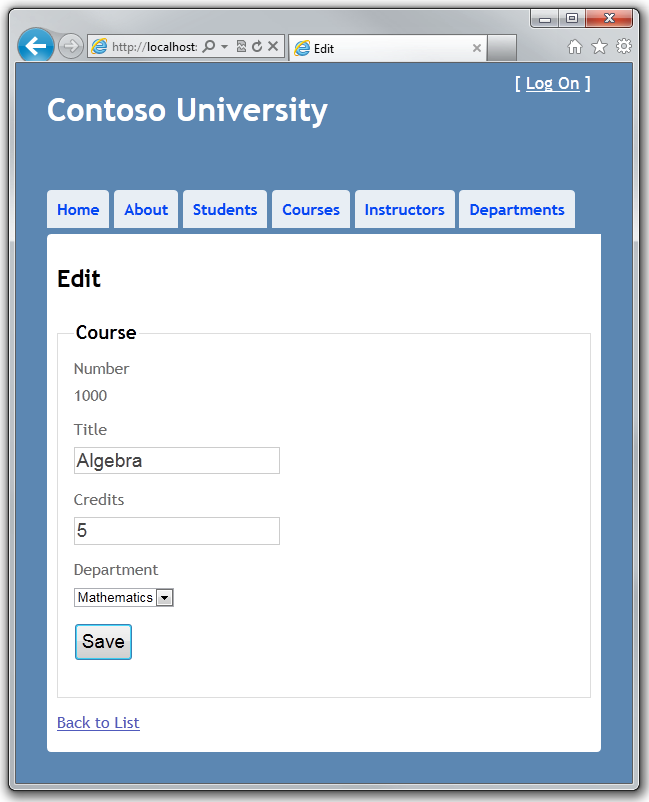 http://localhost:
Edit
[ Log On ]
Contoso University
Home About Students Courses Instructors Departments
Edit
Course
Number
1000
Title
Algebra
Credits
5
Department
Mathematics
Save
Back to List